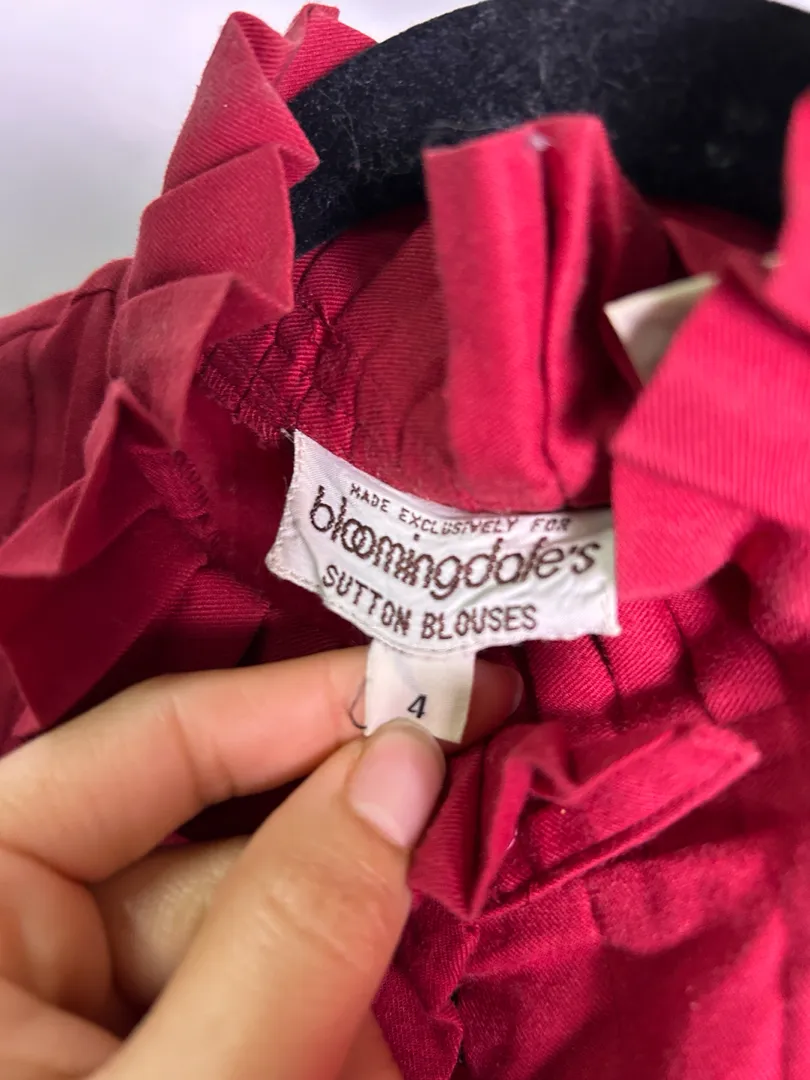 MADE EXCLUSIVELY FOR
bloomingdale's
SUTTON BLOUSES
4